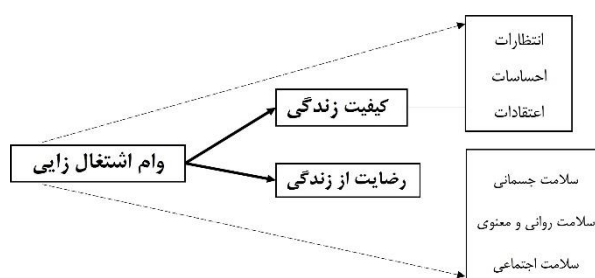 انتظارات
احساسات
اعتقادات
کیفیت زندگی
وام اشتغال زایی
رضایت از زندگی
سلامت جسمانی
سلامت روانی و معنوی
سلامت اجتماعی